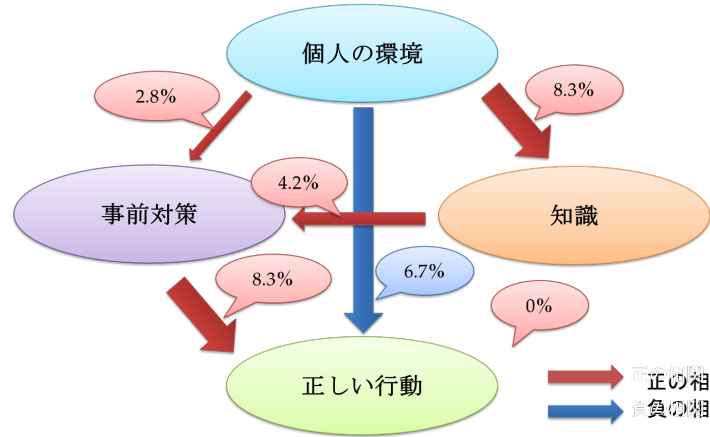 個人の環境
2.8%
8.3%
事前対策
4.2%
知識
8.3%
6.7%
0%
正しい行動
正の相
負の相